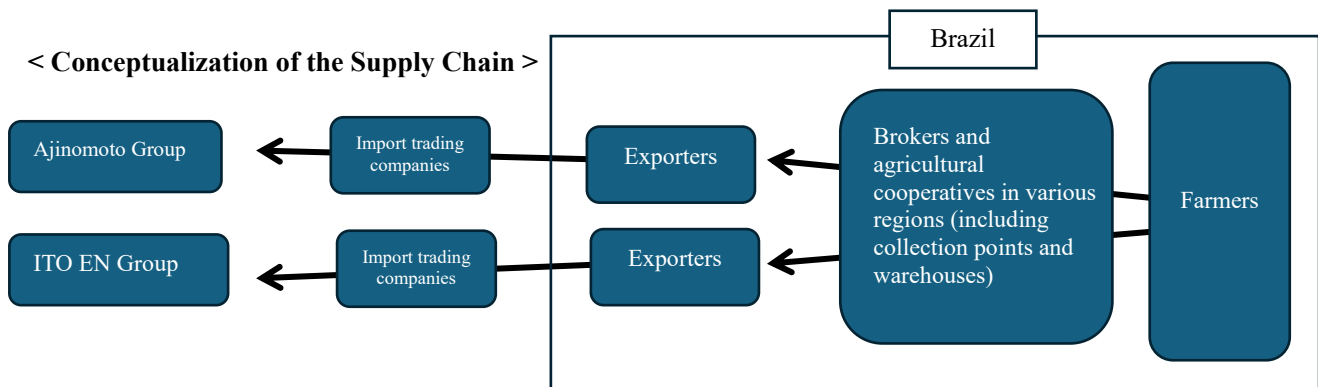 Brazil
< Conceptualization of the Supply Chain >
Ajinomoto Group
Import trading
companies
Exporters
Brokers and
agricultural
cooperatives in various
regions (including
collection points and
warehouses)
Farmers
ITO EN Group
Import trading
companies
Exporters